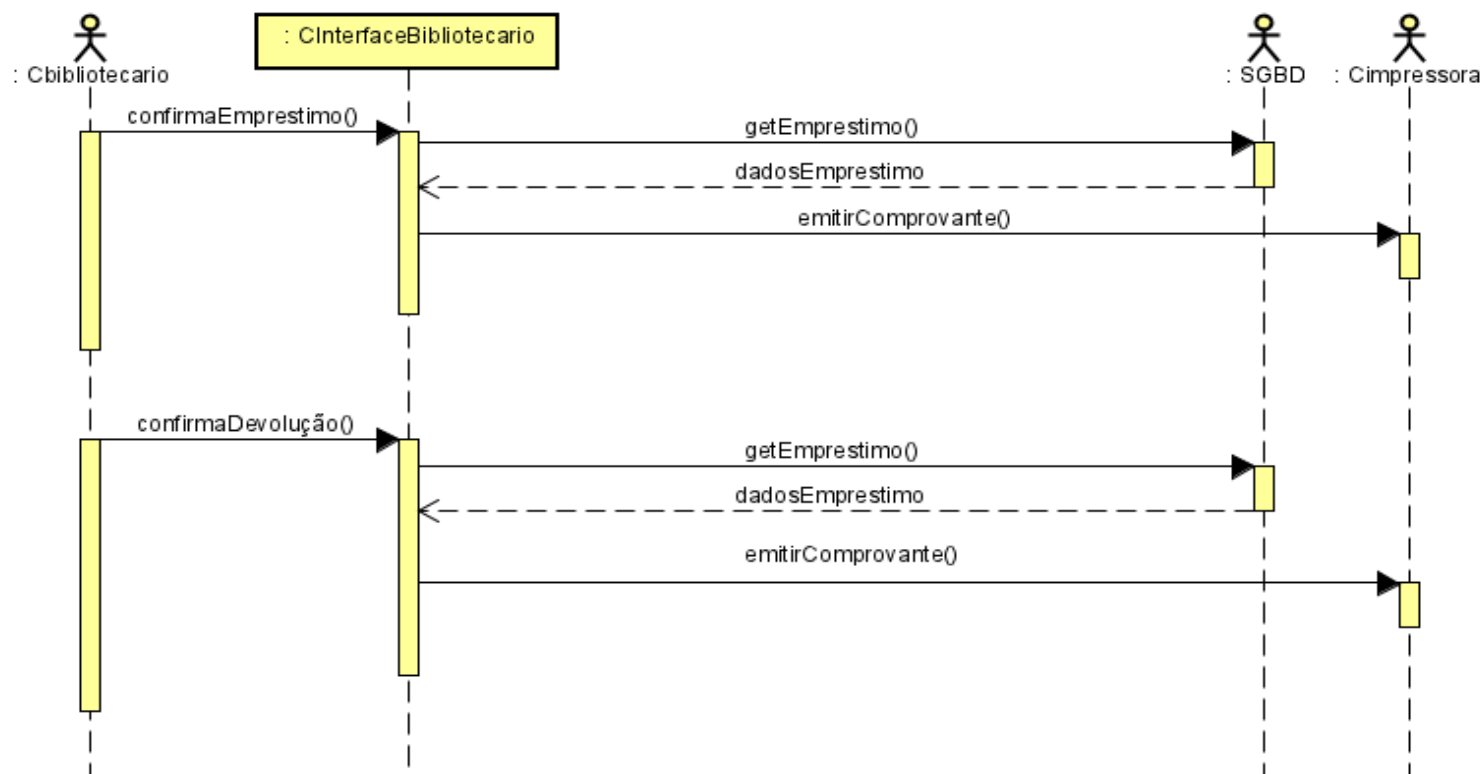 : Cbibliotecario
: CInterfaceBibliotecario
: SGBD
: Cimpressora
confirmaEmprestimo()
getEmprestimo()
dadosEmprestimo
emitirComprovante()
confirmaDevolução()
getEmprestimo()
dadosEmprestimo
emitirComprovante()